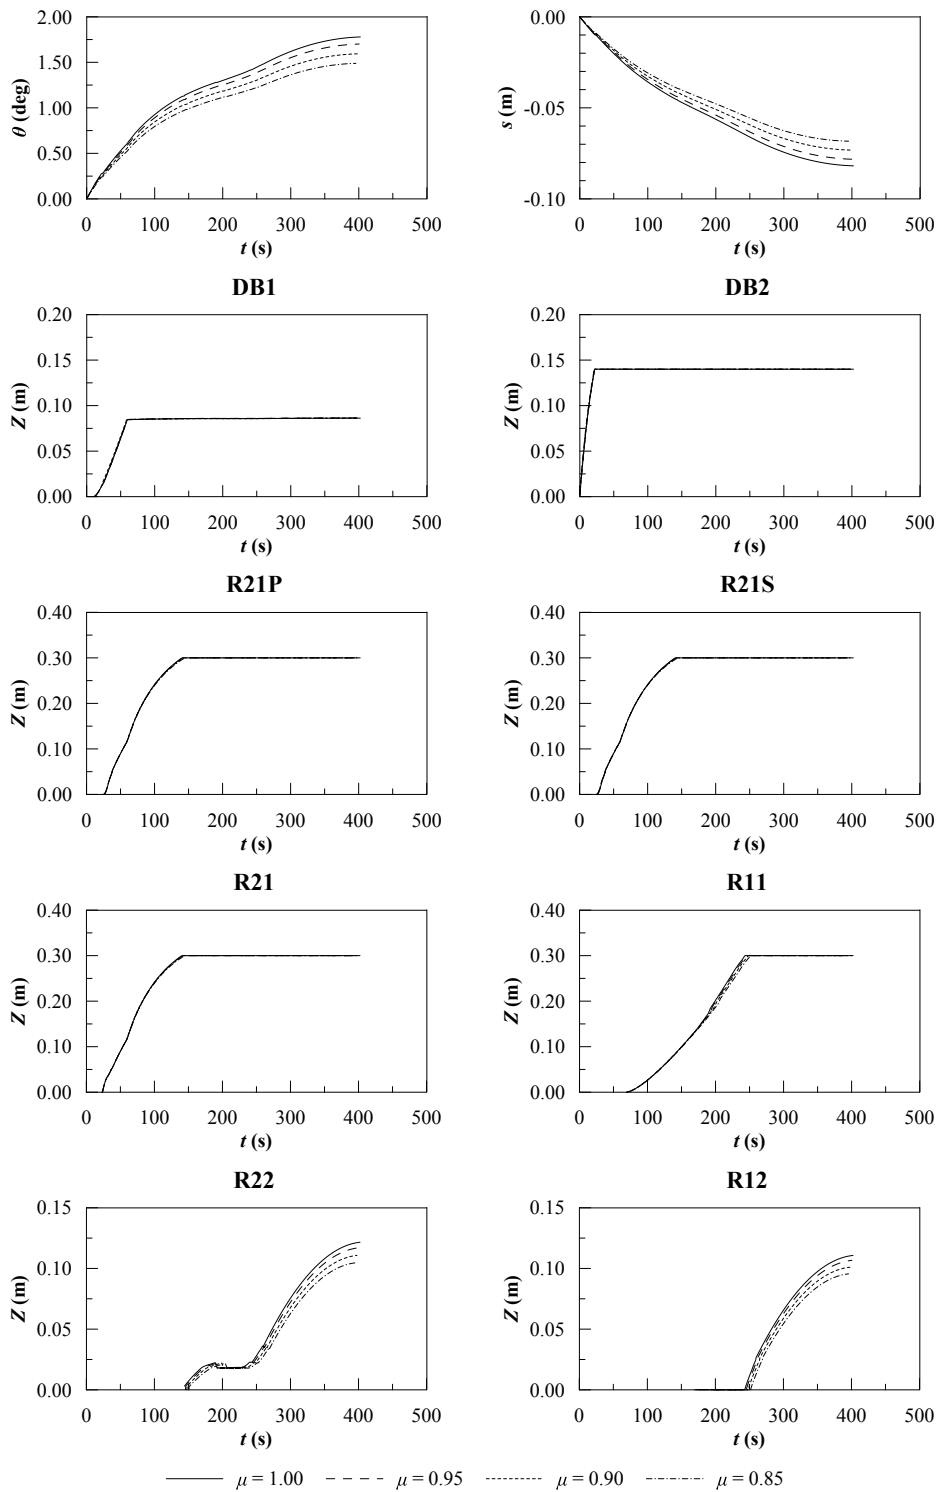 2.00
1.50
1.00
0.50
0.00
θ (deg)
0 100 200 300 400 500
t (s)
0.00
-0.05
-0.10
s (m)
0 100 200 300 400 500
t (s)
DB1
0.20
0.15
0.10
0.05
0.00
Z (m)
0 100 200 300 400 500
t (s)
DB2
0.20
0.15
0.10
0.05
0.00
Z (m)
0 100 200 300 400 500
t (s)
R21P
0.40
0.30
0.20
0.10
0.00
Z (m)
0 100 200 300 400 500
t (s)
R21S
0.40
0.30
0.20
0.10
0.00
Z (m)
0 100 200 300 400 500
t (s)
R21
0.40
0.30
0.20
0.10
0.00
Z (m)
0 100 200 300 400 500
t (s)
R11
0.40
0.30
0.20
0.10
0.00
Z (m)
0 100 200 300 400 500
t (s)
R22
0.15
0.10
0.05
0.00
Z (m)
0 100 200 300 400 500
t (s)
R12
0.15
0.10
0.05
0.00
Z (m)
0 100 200 300 400 500
t (s)
μ = 1.00 μ = 0.95 μ = 0.90 μ = 0.85